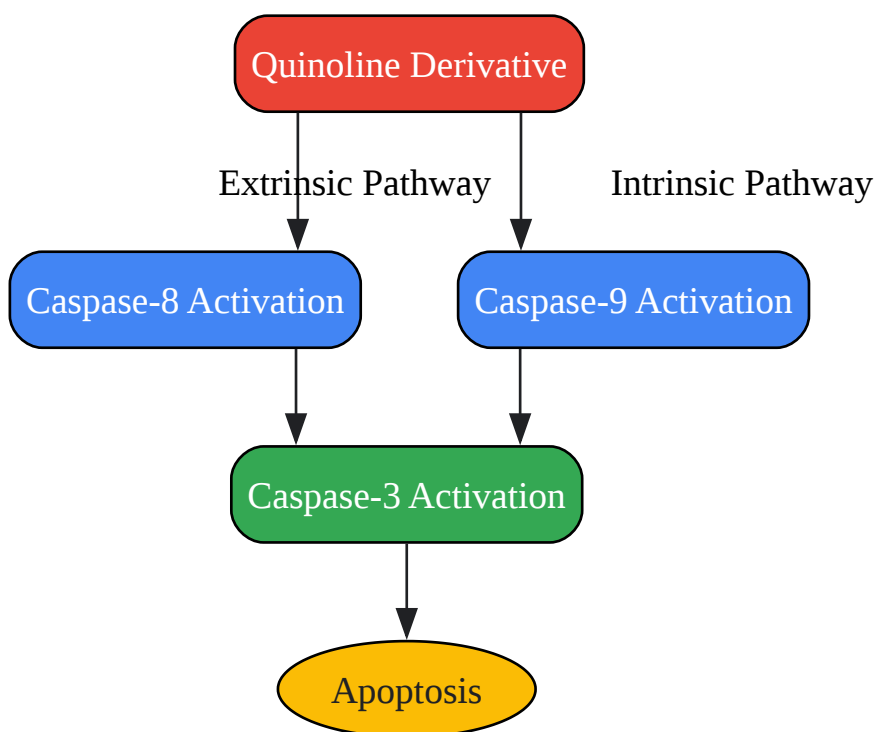 Quinoline Derivative
Extrinsic Pathway
Intrinsic Pathway
Caspase-8 Activation
Caspase-9 Activation
Caspase-3 Activation
Apoptosis